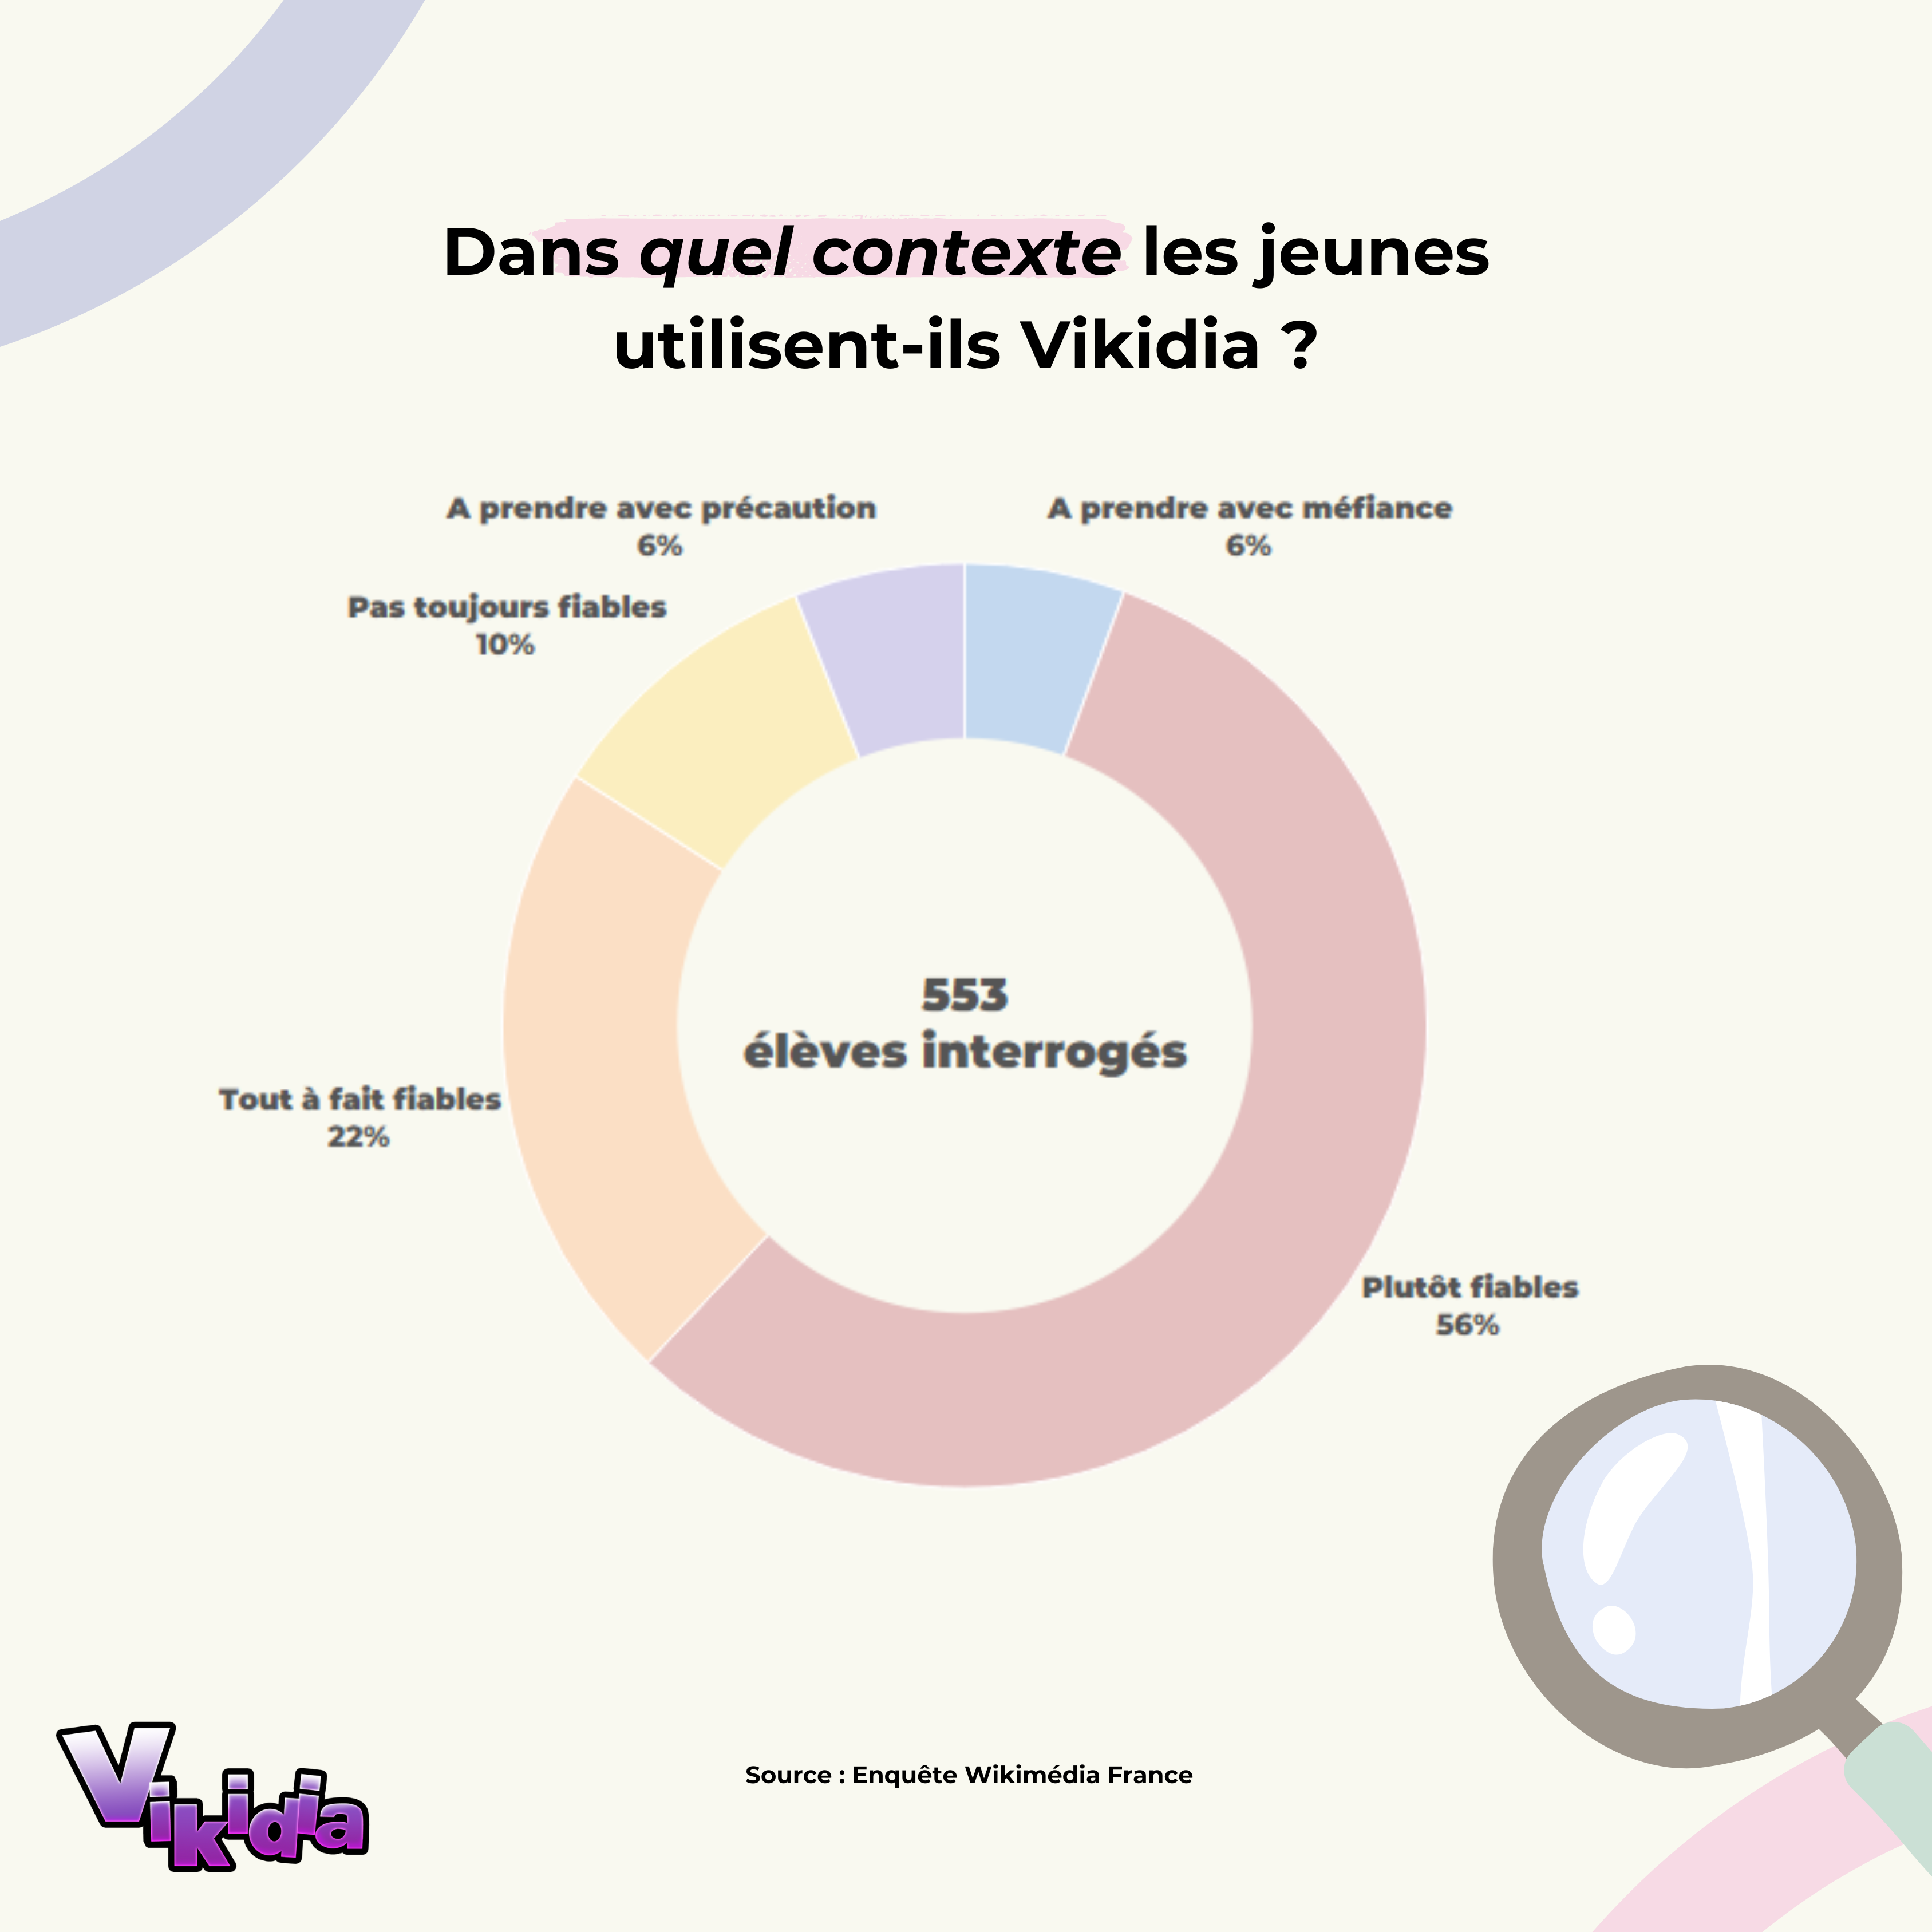 Dans quel contexte les jeunes
utilisent-ils Vikidia ?
A prendre avec précaution
6%
A prendre avec méfiance
6%
Pas toujours fiables
10%
553
élèves interrogés
Tout à fait fiables
22%
Plutôt fiables
56%
Vikidia
Source : Enquête Wikimédia France